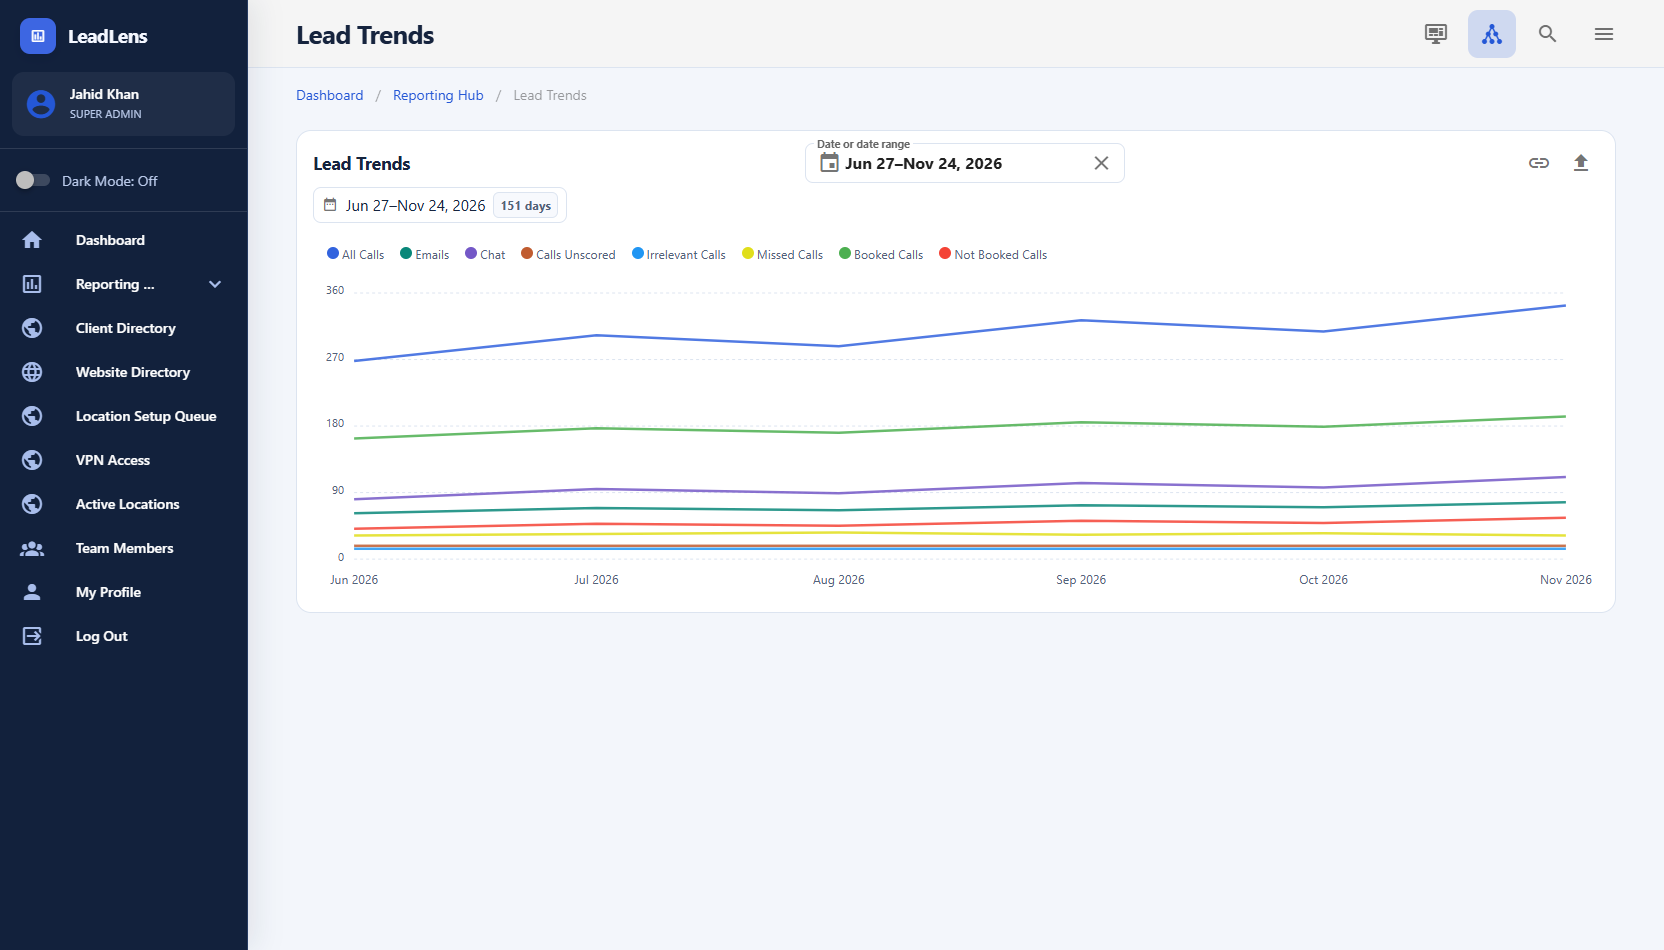 LeadLens
Jahid Khan
SUPER ADMIN
Dark Mode: Off
Dashboard
Reporting ...
Client Directory
Website Directory
Location Setup Queue
VPN Access
Active Locations
Team Members
My Profile
Log Out
Lead Trends
Dashboard / Reporting Hub / Lead Trends
Lead Trends
Date or date range
Jun 27–Nov 24, 2026
Jun 27–Nov 24, 2026 151 days
All Calls Emails Chat Calls Unscored Irrelevant Calls Missed Calls Booked Calls Not Booked Calls
360
270
180
90
0
Jun 2026 Jul 2026 Aug 2026 Sep 2026 Oct 2026 Nov 2026